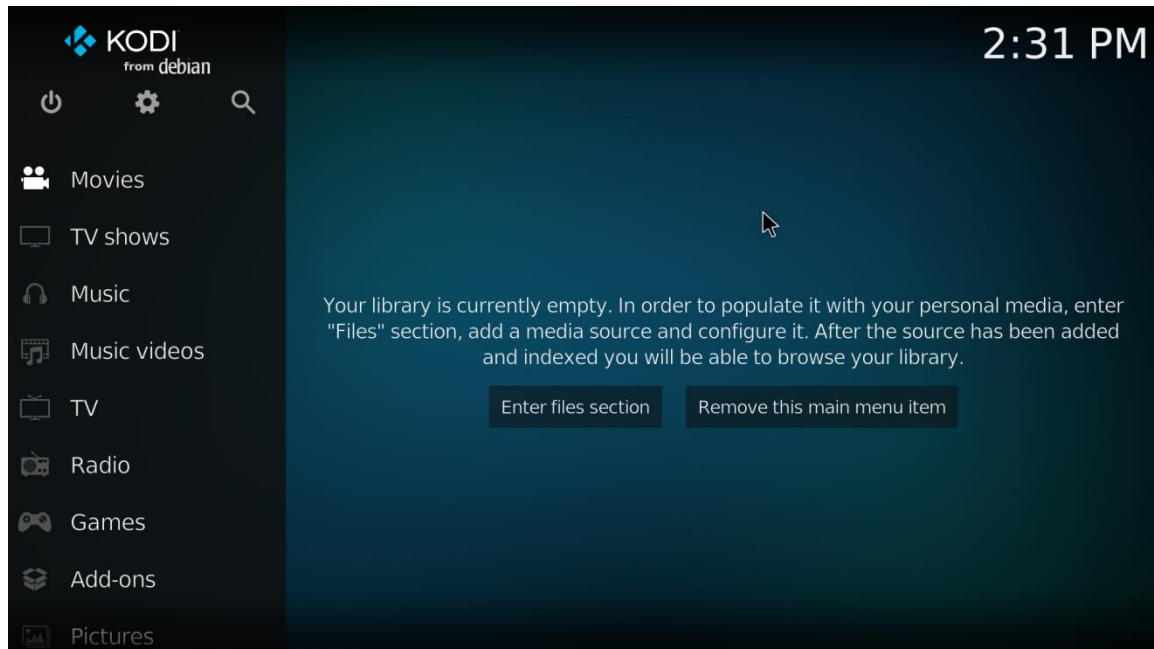 KODI
from debian
2:31 PM
Movies
TV shows
Music
Music videos
TV
Radio
Games
Add-ons
Pictures
Your library is currently empty. In order to populate it with your personal media, enter
"Files" section, add a media source and configure it. After the source has been added
and indexed you will be able to browse your library.
Enter files section
Remove this main menu item